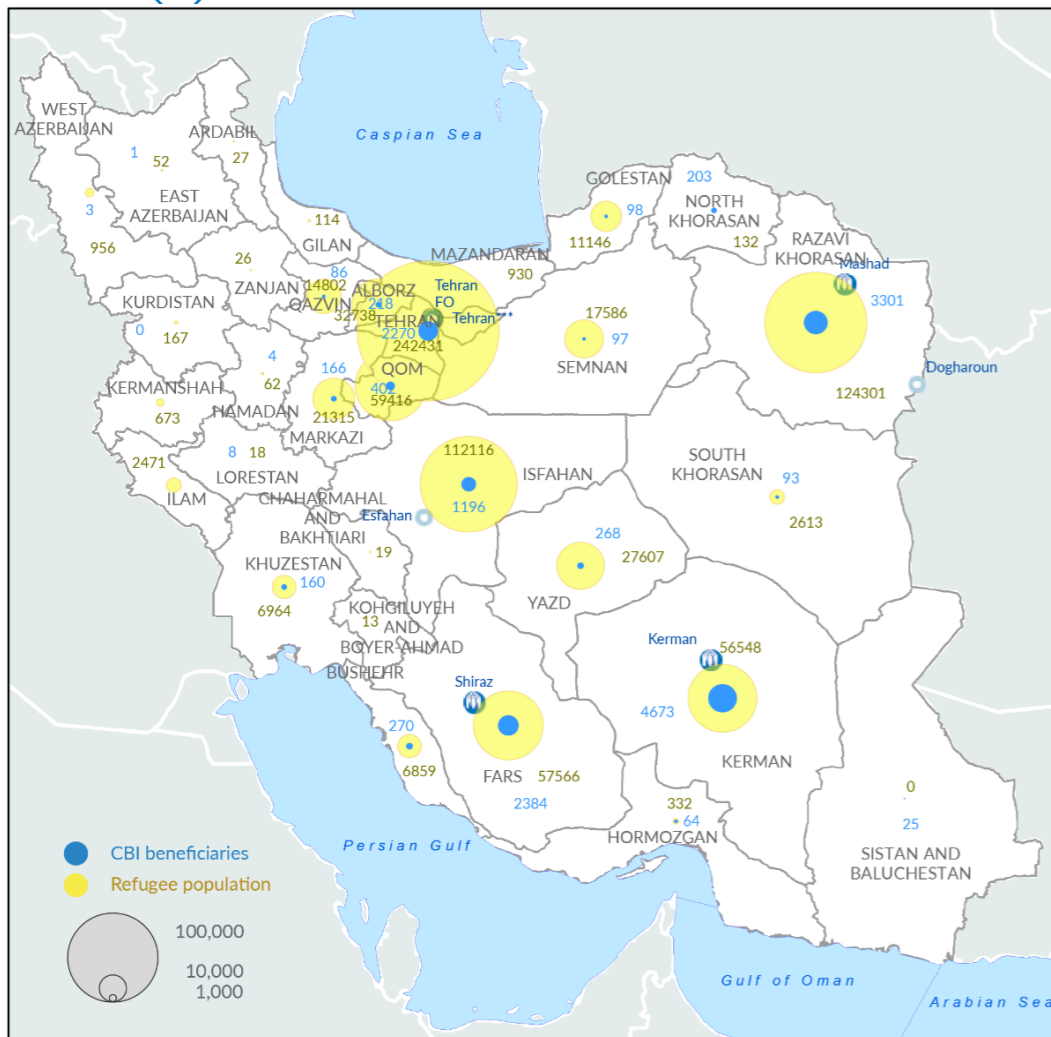 WEST
AZERBAIJAN
ARDABIL
Caspian Sea
1
52
27
EAST
AZERBAIJAN
3
956
GOLESTAN
203
NORTH
KHORASAN
98
11146
132
RAZAVI
KHORASAN
Mashad
3301
124301
Dogharoun
114
GILAN
MAZANDARAN
930
26
ZANJAN
86
14802
QAZVIN
ALBORZ
218
32738
Tehran
FO
Tehran***
TEHRAN
2270
242431
17586
97
SEMNAN
KURDISTAN
0
167
4
62
HAMADAN
166
21315
MARKAZI
QOM
402
59416
KERMANSHAH
673
2471
ILAM
8
18
LORESTAN
112116
ISFAHAN
1196
Esfahan
SOUTH
KHORASAN
93
2613
CHAHARMAHAL
AND
BAKHTIARI
19
KHUZESTAN
160
6964
268
27607
YAZD
KOHGILUYEH
13
AND
BOYER-AHMAD
BUSHEHR
270
6859
Shiraz
FARS
57566
2384
Kerman
56548
4673
KERMAN
332
64
HORMOZGAN
0
25
SISTAN AND
BALUCHESTAN
Persian Gulf
Gulf of Oman
Arabian Sea
CBI beneficiaries
Refugee population
100,000
10,000
1,000